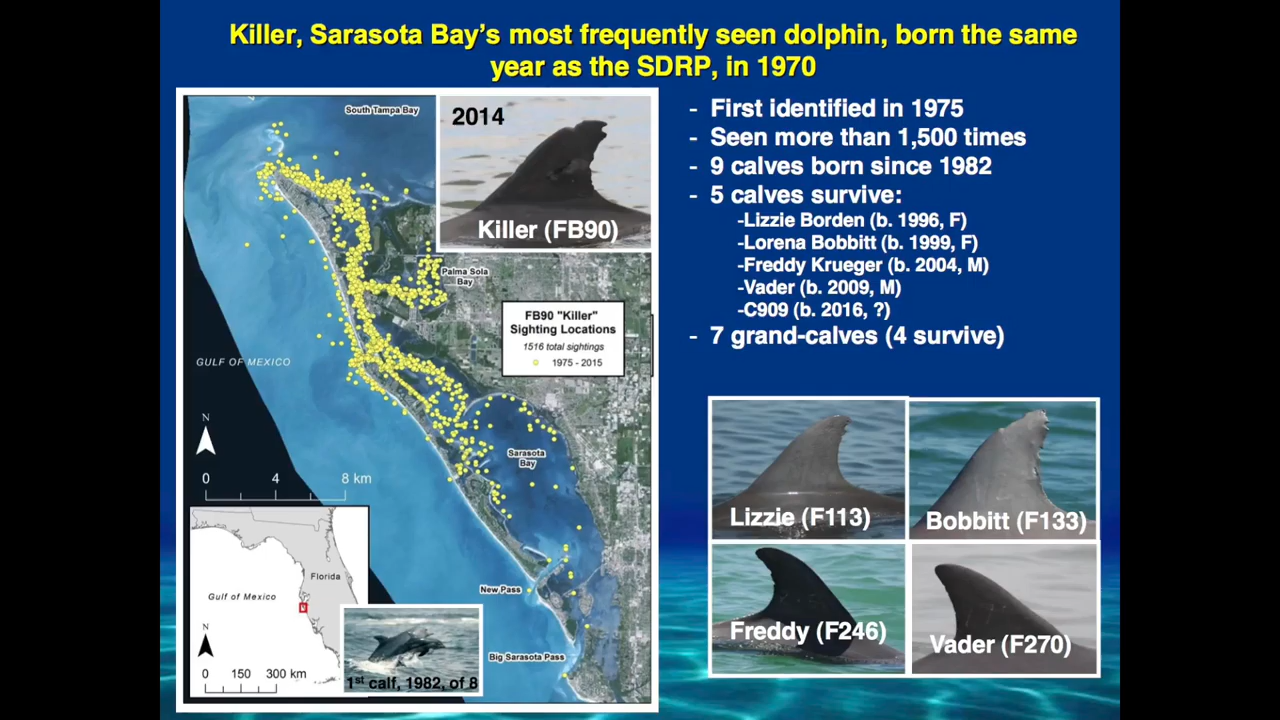 Killer, Sarasota Bay's most frequently seen dolphin, born the same
year as the SDRP, in 1970
South Tampa Bay
2014
Killer (FB90)
Palma Sola
Bay
FB90 "Killer"
Sighting Locations
1516 total sightings
1975 - 2015
GULF OF MEXICO
N
0 4 8 km
Sarasota
Bay
New Pass
Big Sarasota Pass
Florida
Gulf of Mexico
N
0 150 300 km
1st calf, 1982, of 8
- First identified in 1975
- Seen more than 1,500 times
- 9 calves born since 1982
- 5 calves survive:
-Lizzie Borden (b. 1996, F)
-Lorena Bobbitt (b. 1999, F)
-Freddy Krueger (b. 2004, M)
-Vader (b. 2009, M)
-C909 (b. 2016, ?)
- 7 grand-calves (4 survive)
Lizzie (F113)
Bobbitt (F133)
Freddy (F246)
Vader (F270)